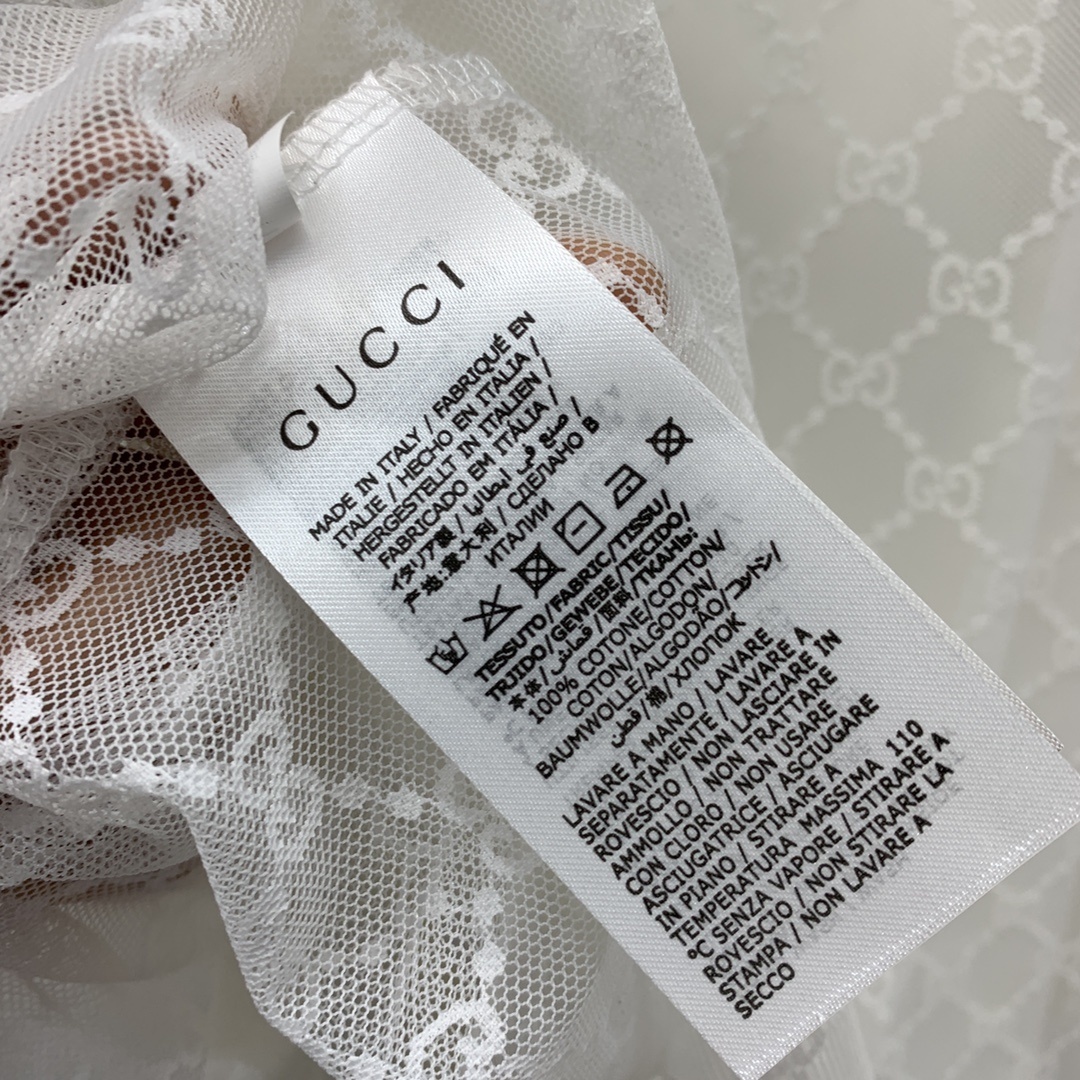 GUCCI
MADE IN ITALY / FABRIQUÉ EN
ITALIE / HECHO EN ITALIA /
HERGESTELLT IN ITALIEN /
FABRICADO EM ITÁLIA /
イタリア製 / صنع في إيطاليا /
产地:意大利 / СДЕЛАНО В
ИТАЛИИ
TESSUTO/FABRIC/TISSU/
TEJIDO/GEWEBE/TECIDO/
本体/قماش/面料/ТКАНЬ:
100% COTONE/COTTON/
COTON/ALGODON/
BAUMWOLLE/ALGODÃO/コットン/
قطن/棉/ХЛОПОК
LAVARE A MANO / LAVARE
SEPARATAMENTE / LAVARE A
ROVESCIO / NON LASCIARE IN
AMMOLLO / NON TRATTARE
CON CLORO / NON USARE
ASCIUGATRICE / ASCIUGARE
IN PIANO / STIRARE A
TEMPERATURA MASSIMA 110
°C SENZA VAPORE / STIRARE A
ROVESCIO / NON STIRARE LA
STAMPA / NON LAVARE A
SECCO